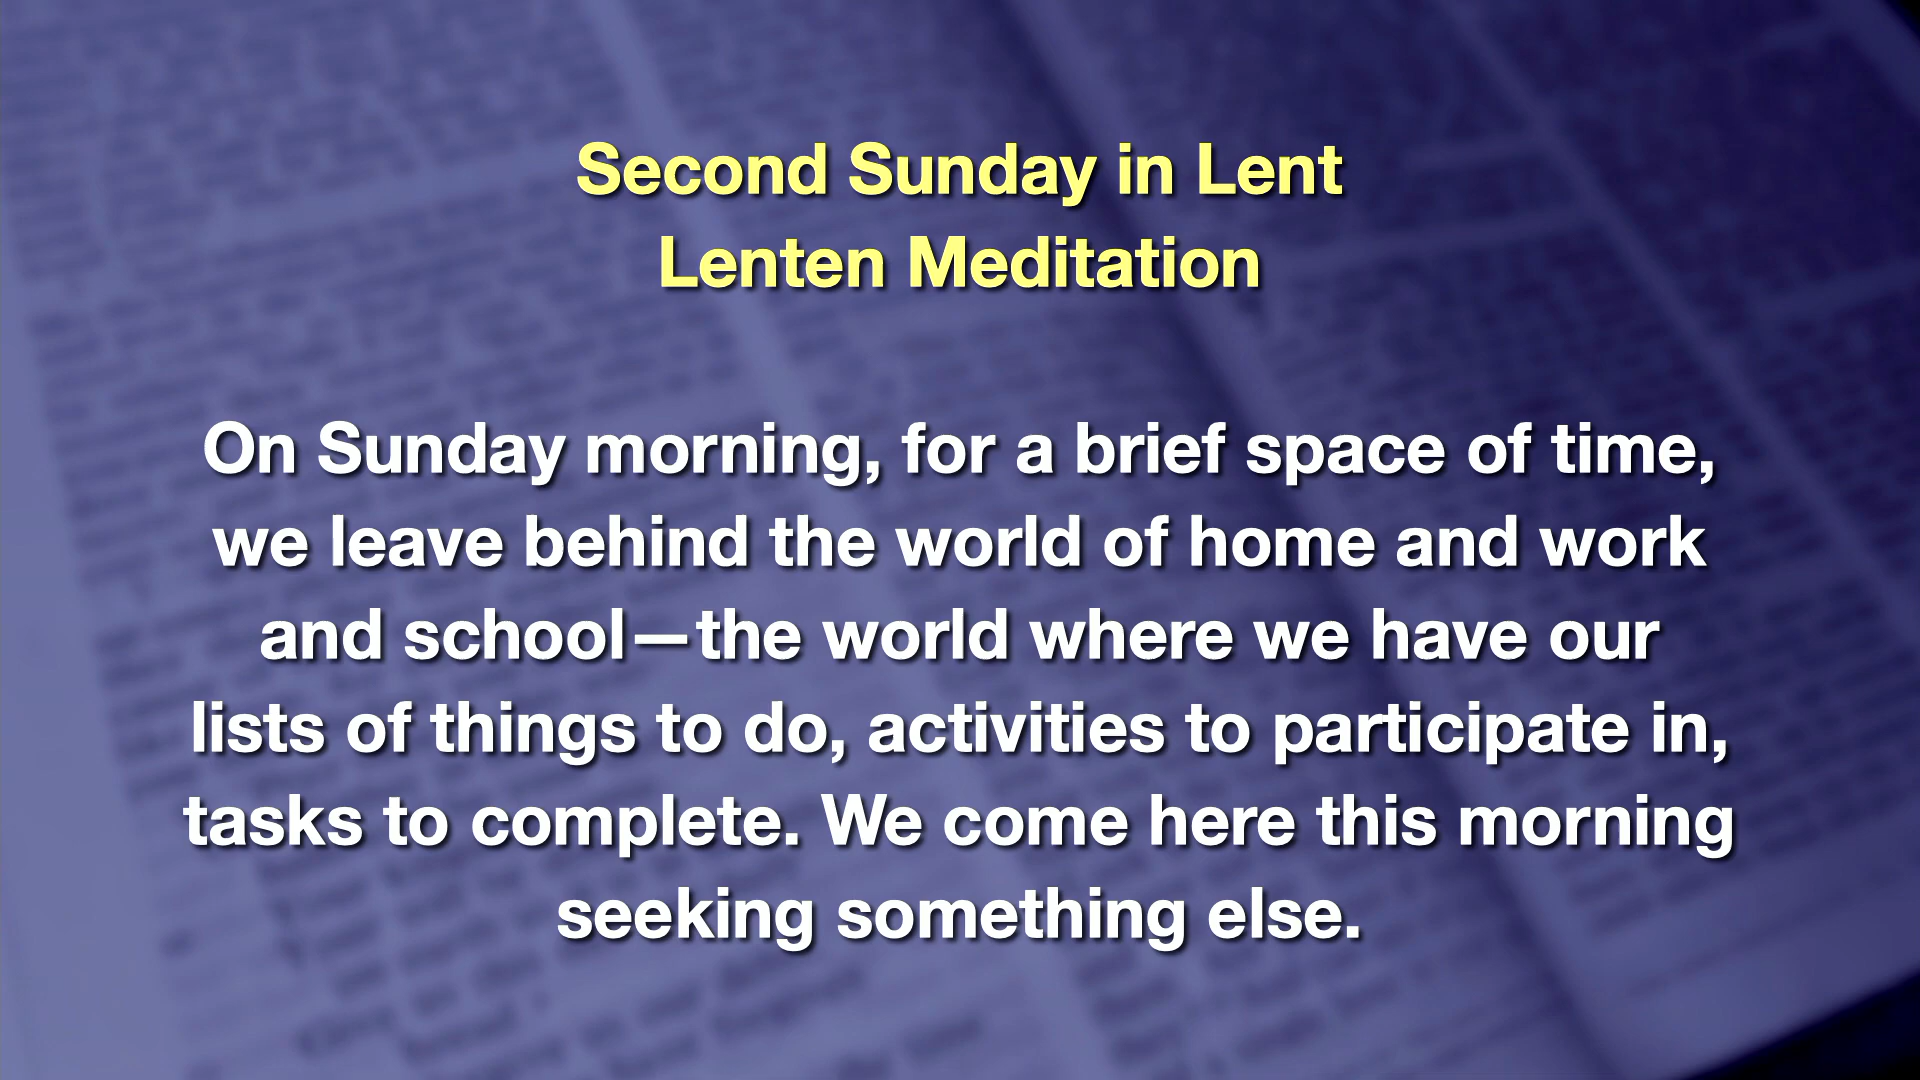 Second Sunday in Lent
Lenten Meditation
On Sunday morning, for a brief space of time,
we leave behind the world of home and work
and school—the world where we have our
lists of things to do, activities to participate in,
tasks to complete. We come here this morning
seeking something else.